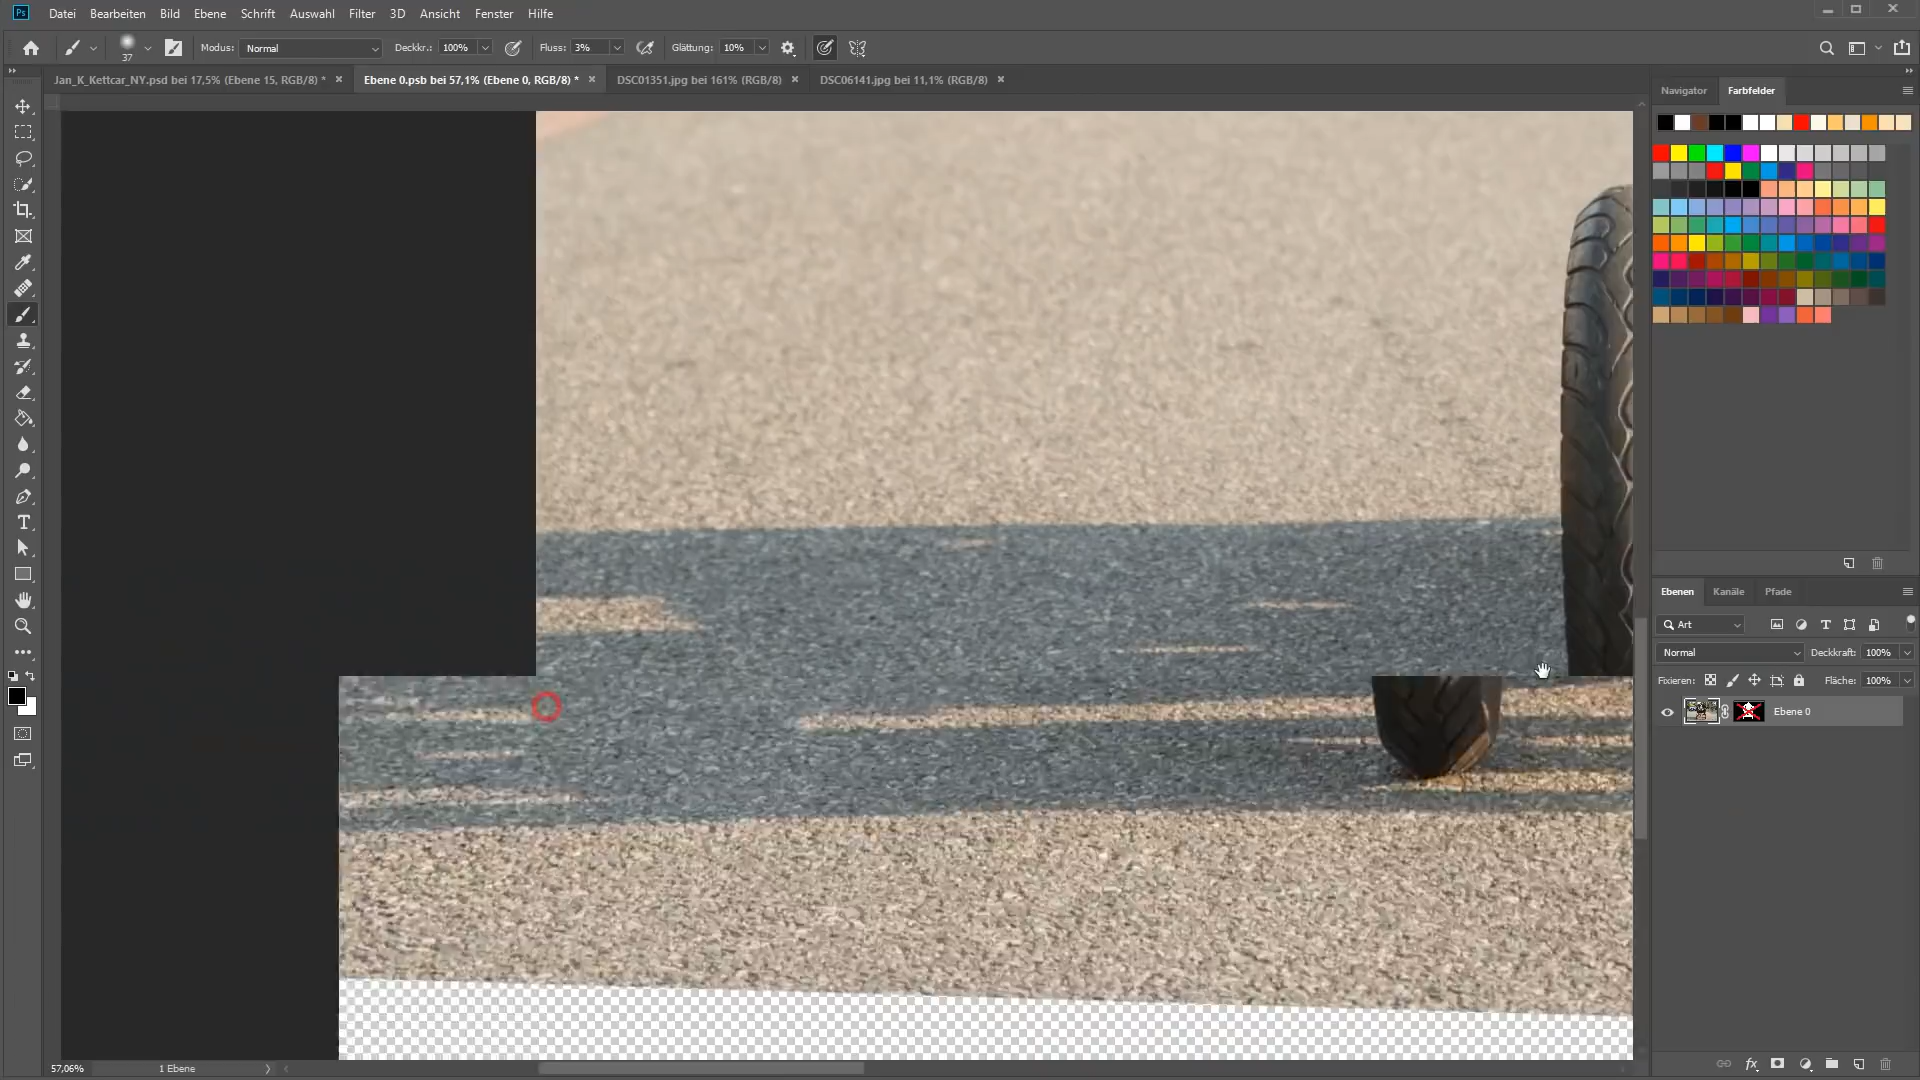 Ps Datei Bearbeiten Bild Ebene Schrift Auswahl Filter 3D Ansicht Fenster Hilfe
37 Modus: Normal Deckkr.: 100% Fluss: 3% Glättung: 10%
Jan_K_Kettcar_NY.psd bei 17,5% (Ebene 15, RGB/8) * Ebene 0.psb bei 57,1% (Ebene 0, RGB/8) * DSC01351.jpg bei 161% (RGB/8) DSC06141.jpg bei 11,1% (RGB/8)
Navigator Farbfelder
Ebenen Kanäle Pfade
Art
Normal Deckkraft: 100%
Fixieren: Fläche: 100%
Ebene 0
57,06% 1 Ebene